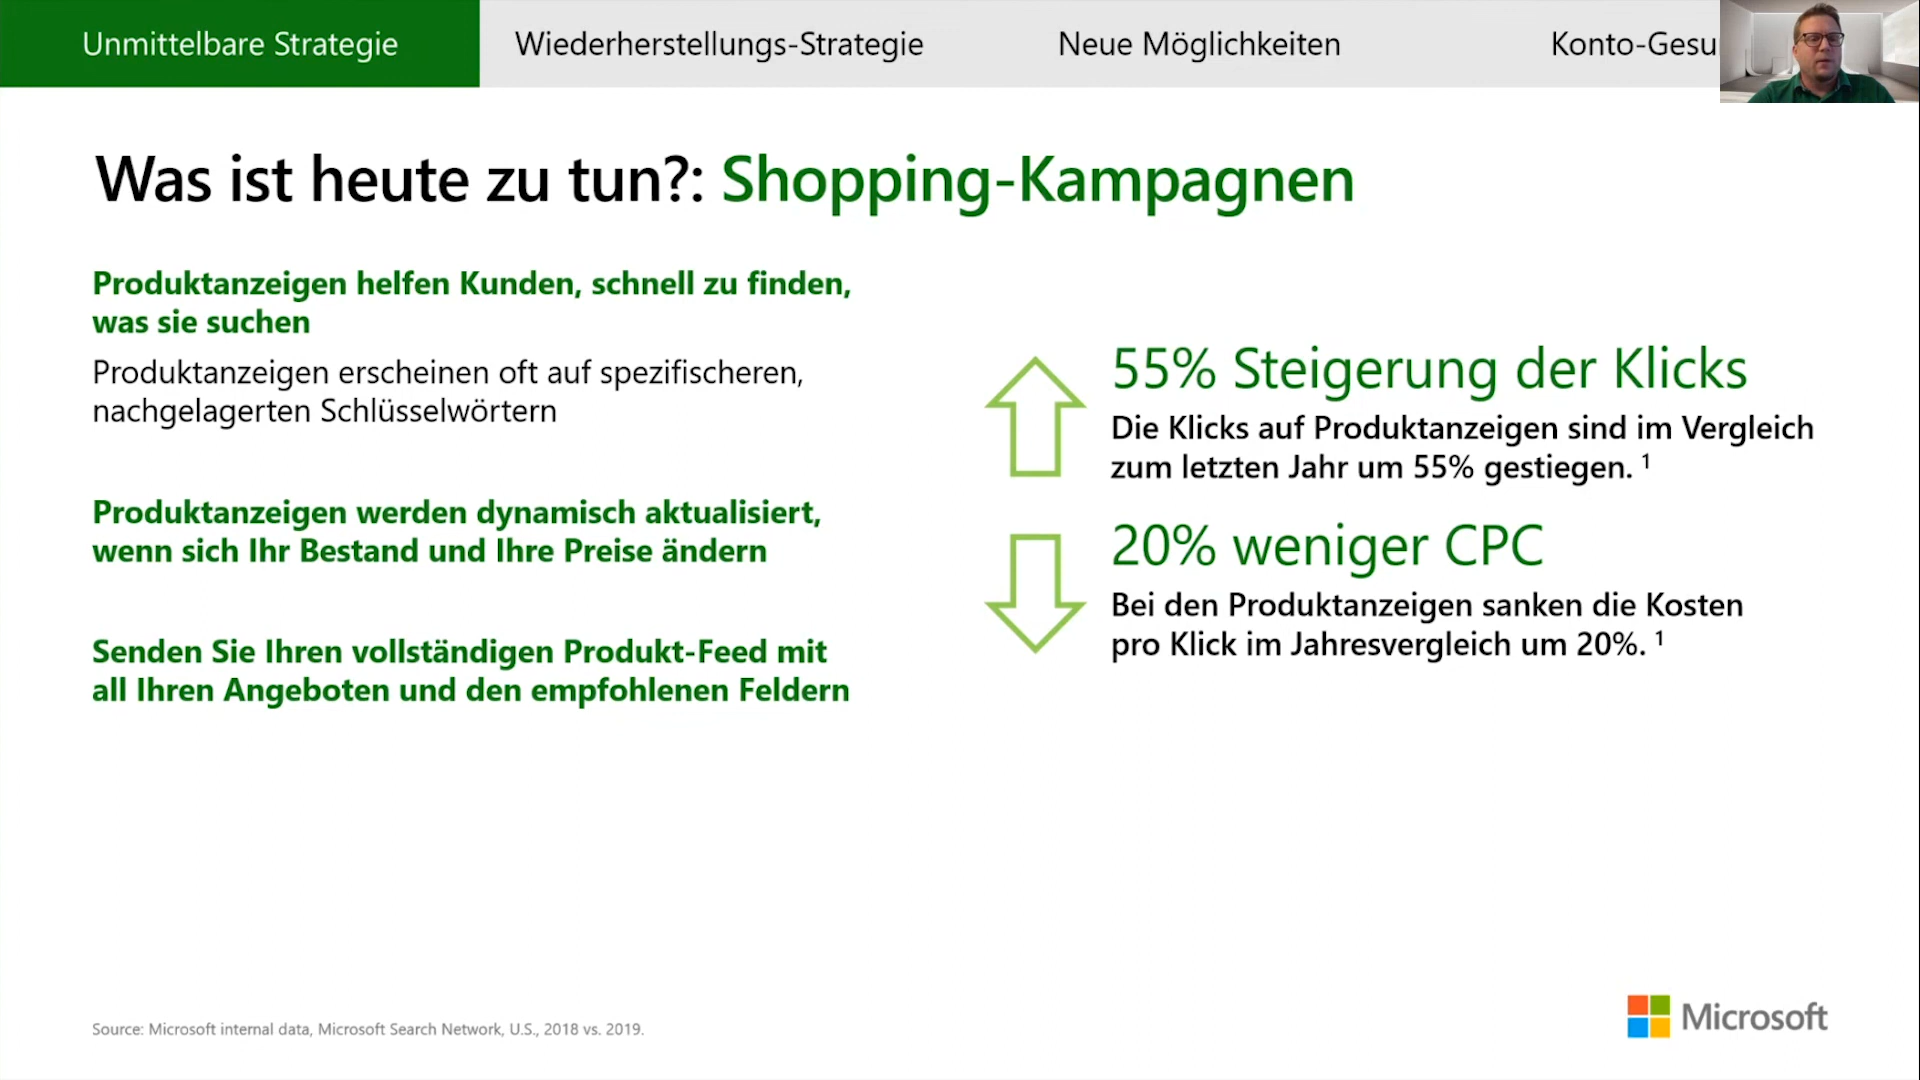 Unmittelbare Strategie
Wiederherstellungs-Strategie
Neue Möglichkeiten
Konto-Gesu
Was ist heute zu tun?: Shopping-Kampagnen
Produktanzeigen helfen Kunden, schnell zu finden,
was sie suchen
Produktanzeigen erscheinen oft auf spezifischeren,
nachgelagerten Schlüsselwörtern
Produktanzeigen werden dynamisch aktualisiert,
wenn sich Ihr Bestand und Ihre Preise ändern
Senden Sie Ihren vollständigen Produkt-Feed mit
all Ihren Angeboten und den empfohlenen Feldern
55% Steigerung der Klicks
Die Klicks auf Produktanzeigen sind im Vergleich
zum letzten Jahr um 55% gestiegen. ¹
20% weniger CPC
Bei den Produktanzeigen sanken die Kosten
pro Klick im Jahresvergleich um 20%. ¹
Source: Microsoft internal data, Microsoft Search Network, U.S., 2018 vs. 2019.
Microsoft